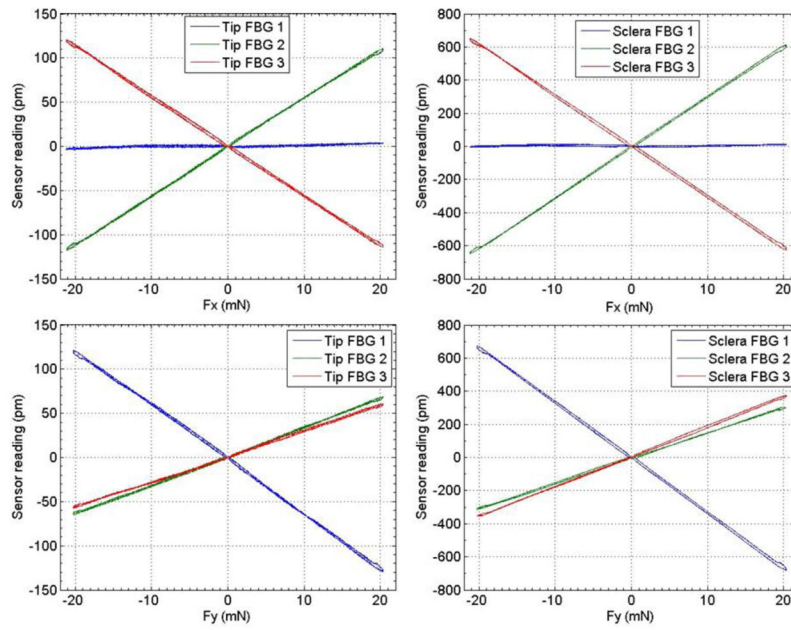 150
100
50
0
-50
-100
-150
Sensor reading (pm)
Tip FBG 1
Tip FBG 2
Tip FBG 3
-20 -10 0 10 20
Fx (mN)
800
600
400
200
0
-200
-400
-600
-800
Sensor reading (pm)
Sclera FBG 1
Sclera FBG 2
Sclera FBG 3
-20 -10 0 10 20
Fx (mN)
150
100
50
0
-50
-100
-150
Sensor reading (pm)
Tip FBG 1
Tip FBG 2
Tip FBG 3
-20 -10 0 10 20
Fy (mN)
800
600
400
200
0
-200
-400
-600
-800
Sensor reading (pm)
Sclera FBG 1
Sclera FBG 2
Sclera FBG 3
-20 -10 0 10 20
Fy (mN)